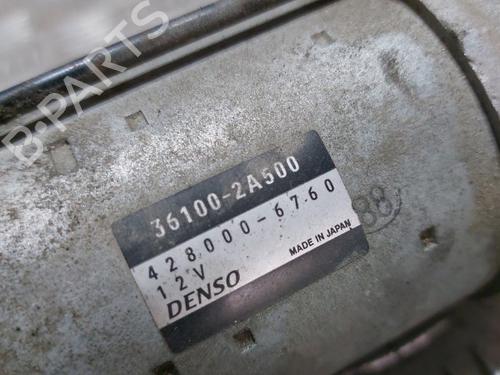 B-PARTS
36100-2A500
428000-6760
12V
DENSO
MADE IN JAPAN
88